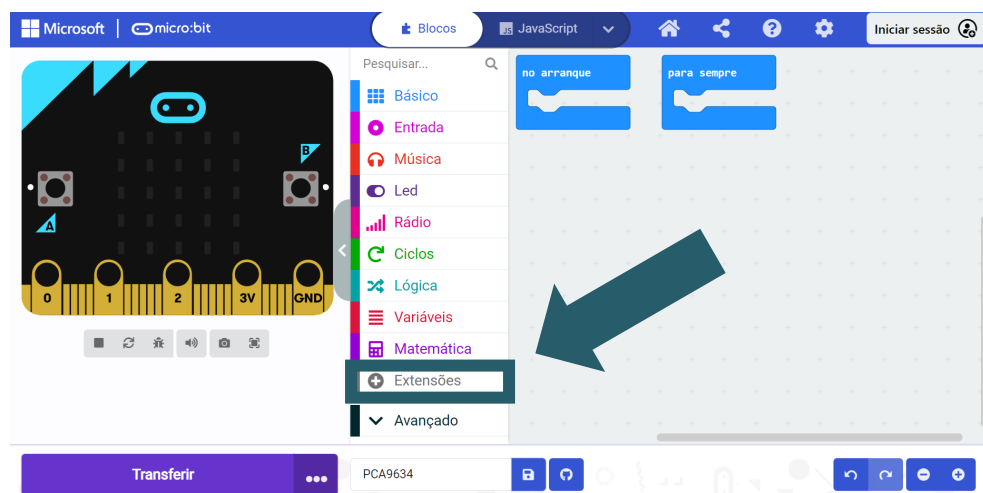 Microsoft micro:bit Blocos JS JavaScript Iniciar sessão
Pesquisar...
Básico
Entrada
Música
Led
Rádio
Ciclos
Lógica
Variáveis
Matemática
Extensões
Avançado
no arranque
para sempre
B
A
0 1 2 3V GND
Transferir
PCA9634